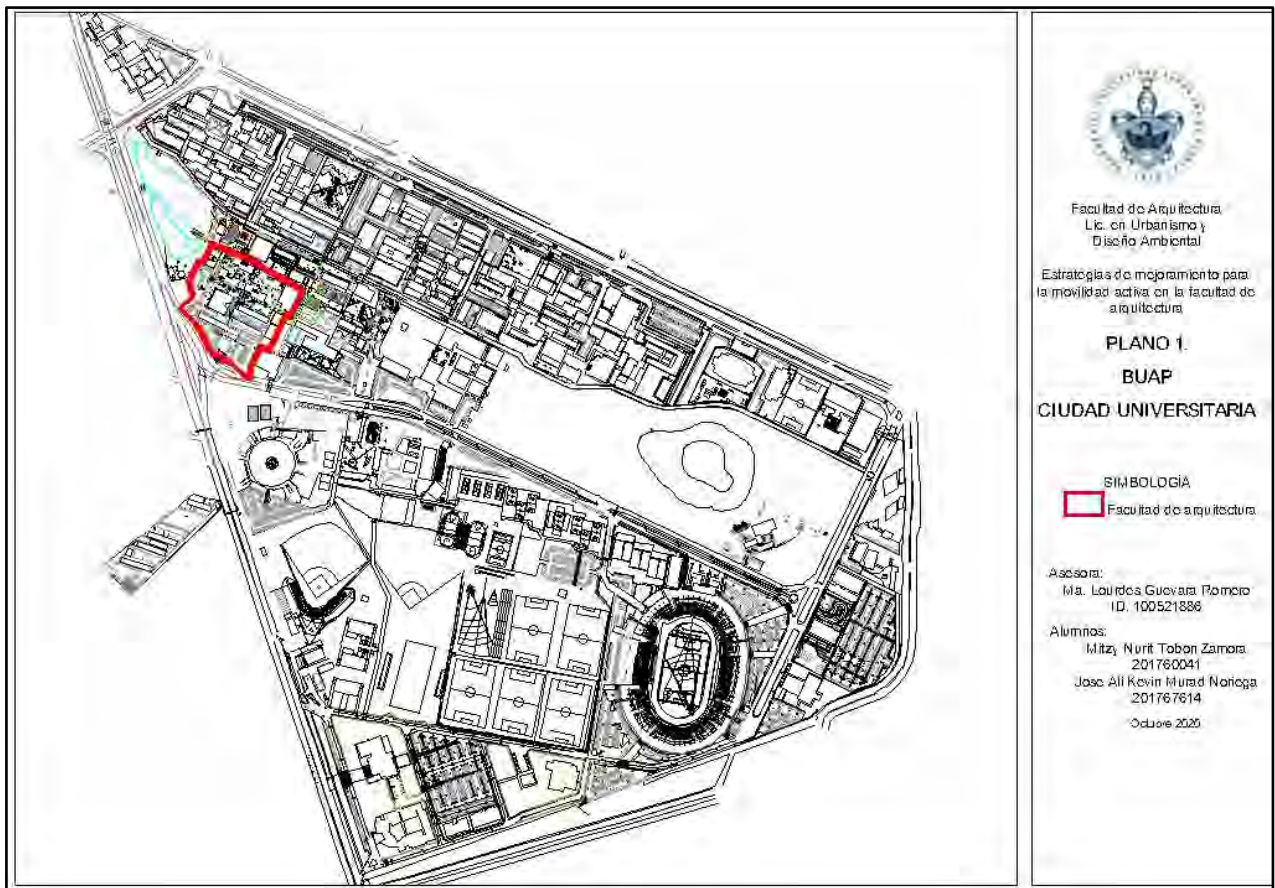 Facultad de Arquitectura
Lic. en Urbanismo y
Diseño Ambiental
Estrategias de mejoramiento para
la movilidad activa en la facultad de
arquitectura
PLANO 1.
BUAP
CIUDAD UNIVERSITARIA
SIMBOLOGÍA
Facultad de arquitectura
Asesora:
Ma. Lourdes Guevara Romero
ID. 100521886
Alumnos:
Mitzy Nurit Tobon Zamora
201760041
Jose Ali Kevin Murad Noriega
201767614
Octubre 2020